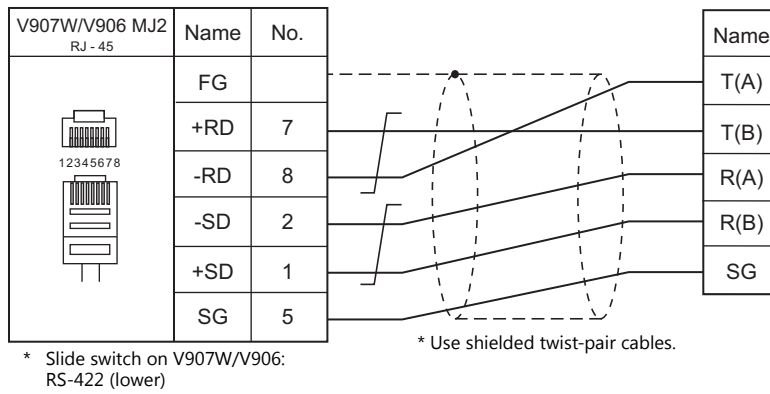 V907W/V906 MJ2
RJ - 45
Name No.
FG
+RD 7
-RD 8
-SD 2
+SD 1
SG 5
12345678
Name
T(A)
T(B)
R(A)
R(B)
SG
* Use shielded twist-pair cables.
* Slide switch on V907W/V906:
RS-422 (lower)